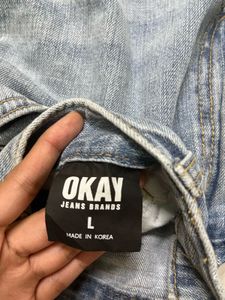 OKAY
JEANS BRANDS
L
MADE IN KOREA